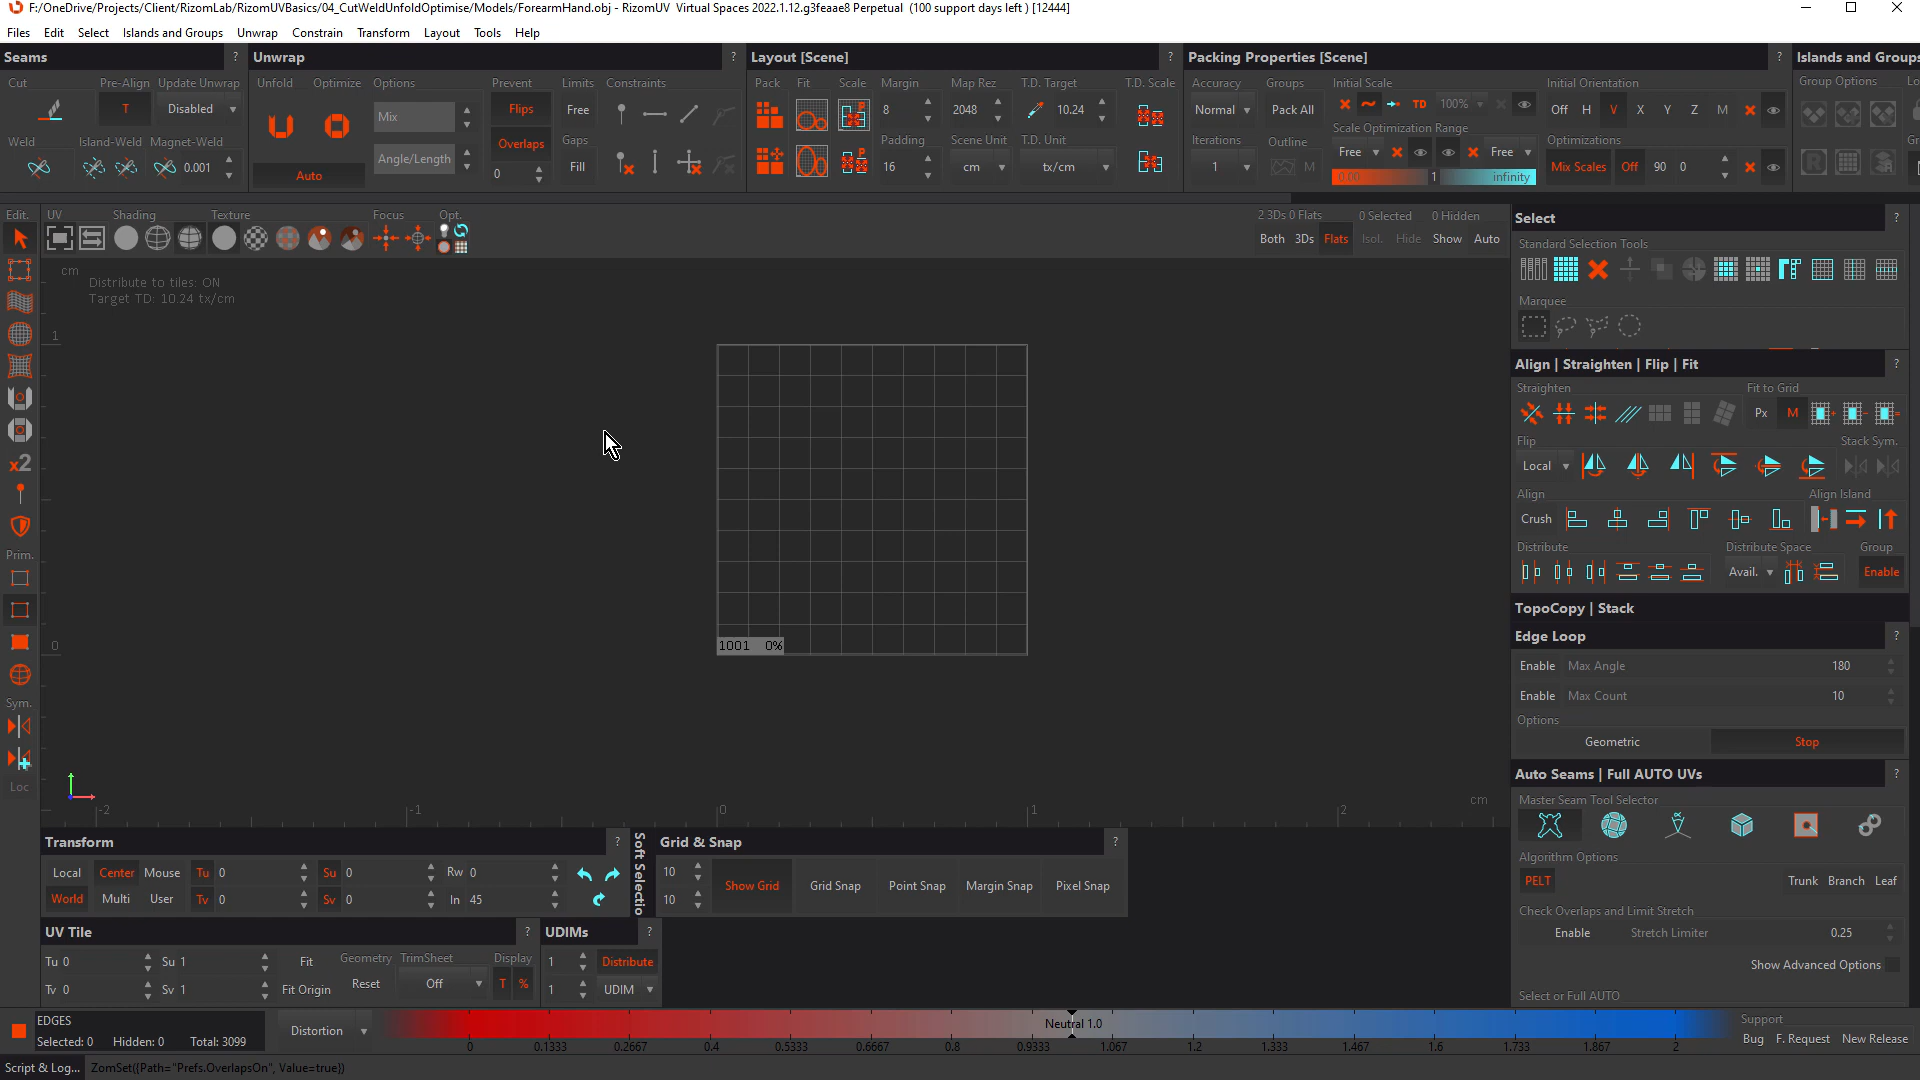 F:/OneDrive/Projects/Client/RizomLab/RizomUVBasics/04_CutWeldUnfoldOptimise/Models/ForearmHand.obj - RizomUV  Virtual Spaces 2022.1.12.g3feaae8 Perpetual  (100 support days left ) [12444]
Files Edit Select Islands and Groups Unwrap Constrain Transform Layout Tools Help
Seams ? Unwrap ? Layout [Scene] ? Packing Properties [Scene] ? Islands and Groups
Cut Pre-Align Update Unwrap Unfold Optimize Options Prevent Limits Constraints Pack Fit Scale Margin Map Rez T.D. Target T.D. Scale Accuracy Groups Initial Scale Initial Orientation Group Options
T Disabled Mix Flips Free 8 2048 10.24 Normal Pack All TD 100% Off H V X Y Z M
Weld Island-Weld Magnet-Weld Overlaps Gaps Padding Scene Unit T.D. Unit Iterations Outline Scale Optimization Range Optimizations
0.001 Auto Angle/Length 0 Fill 16 cm tx/cm 1 M Free Free Mix Scales Off 90 0
0.00 1 infinity
Edit. UV Shading Texture Focus Opt. 2 3Ds 0 Flats 0 Selected 0 Hidden
Both 3Ds Flats Isol. Hide Show Auto
Select ?
Standard Selection Tools
Marquee
cm
Distribute to tiles: ON
Target TD: 10.24 tx/cm
1
0
1001 0%
x2
Prim.
Sym.
Loc
-2 -1 0 1 2 cm
Align | Straighten | Flip | Fit ?
Straighten Fit to Grid
Px M
Flip Stack Sym.
Local
Align Align Island
Crush
Distribute Distribute Space Group
Avail. Enable
TopoCopy | Stack
Edge Loop ?
Enable Max Angle 180
Enable Max Count 10
Options
Geometric Stop
Auto Seams | Full AUTO UVs ?
Master Seam Tool Selector
Algorithm Options
PELT Trunk Branch Leaf
Check Overlaps and Limit Stretch
Enable Stretch Limiter 0.25
Show Advanced Options
Select or Full AUTO
Transform ? Soft Selectio Grid & Snap ?
Local Center Mouse Tu 0 Su 0 Rw 0 10
World Multi User Tv 0 Sv 0 In 45 10
Show Grid Grid Snap Point Snap Margin Snap Pixel Snap
UV Tile ? UDIMs ?
Tu 0 Su 1 Fit Geometry TrimSheet Display 1 Distribute
Tv 0 Sv 1 Fit Origin Reset Off T % 1 UDIM
EDGES
Selected: 0 Hidden: 0 Total: 3099
Distortion
Neutral 1.0
0 0.1333 0.2667 0.4 0.5333 0.6667 0.8 0.9333 1.067 1.2 1.333 1.467 1.6 1.733 1.867 2
Support
Bug F. Request New Release
Script & Log... ZomSet({Path="Prefs.OverlapsOn", Value=true})